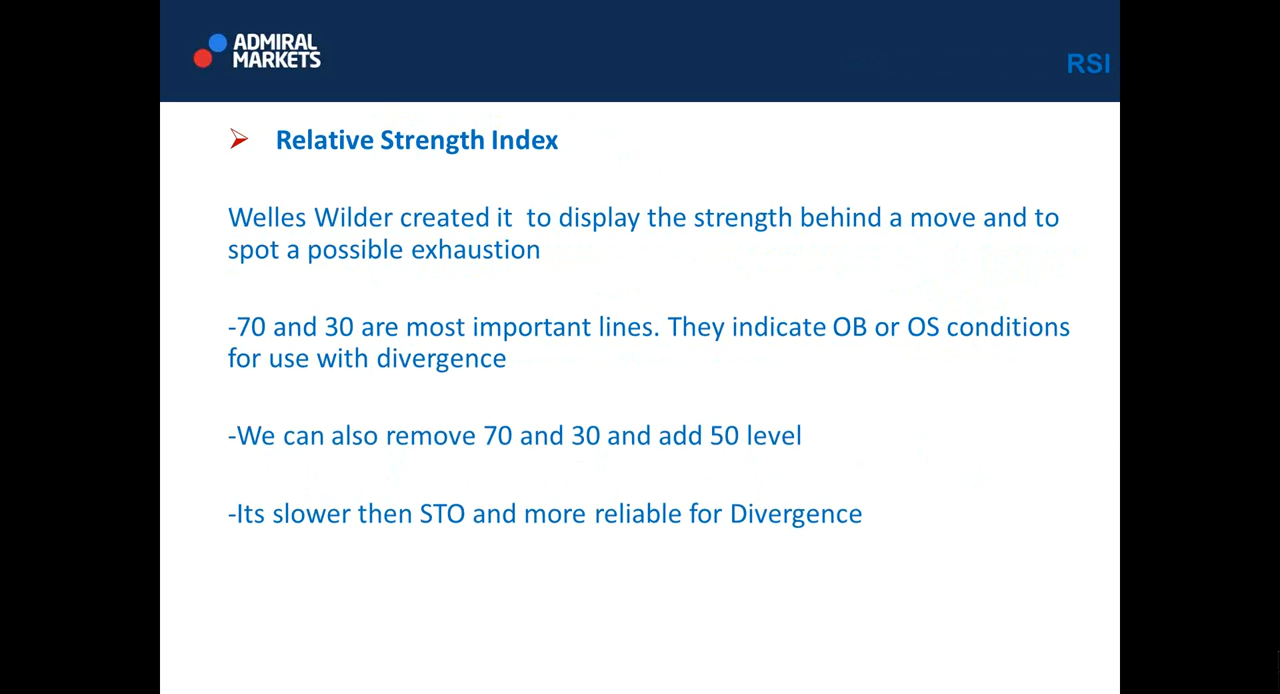 ADMIRAL
MARKETS
RSI
Relative Strength Index
Welles Wilder created it  to display the strength behind a move and to
spot a possible exhaustion
-70 and 30 are most important lines. They indicate OB or OS conditions
for use with divergence
-We can also remove 70 and 30 and add 50 level
-Its slower then STO and more reliable for Divergence